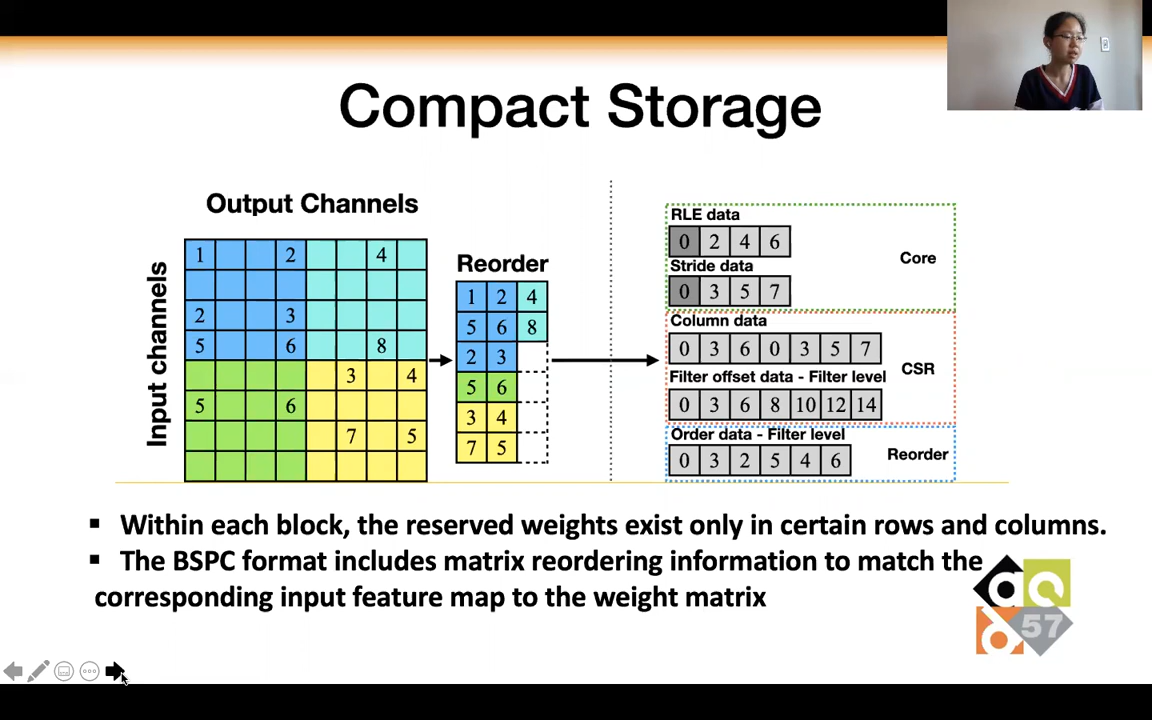 Compact Storage
Output Channels
Input channels
1 2 4
2 3
5 6 8
3 4
5 6
7 5
Reorder
1 2 4
5 6 8
2 3
5 6
3 4
7 5
RLE data
0 2 4 6
Stride data
0 3 5 7
Core
Column data
0 3 6 0 3 5 7
Filter offset data - Filter level
0 3 6 8 10 12 14
CSR
Order data - Filter level
0 3 2 5 4 6
Reorder
▪ Within each block, the reserved weights exist only in certain rows and columns.
▪ The BSPC format includes matrix reordering information to match the
corresponding input feature map to the weight matrix
57